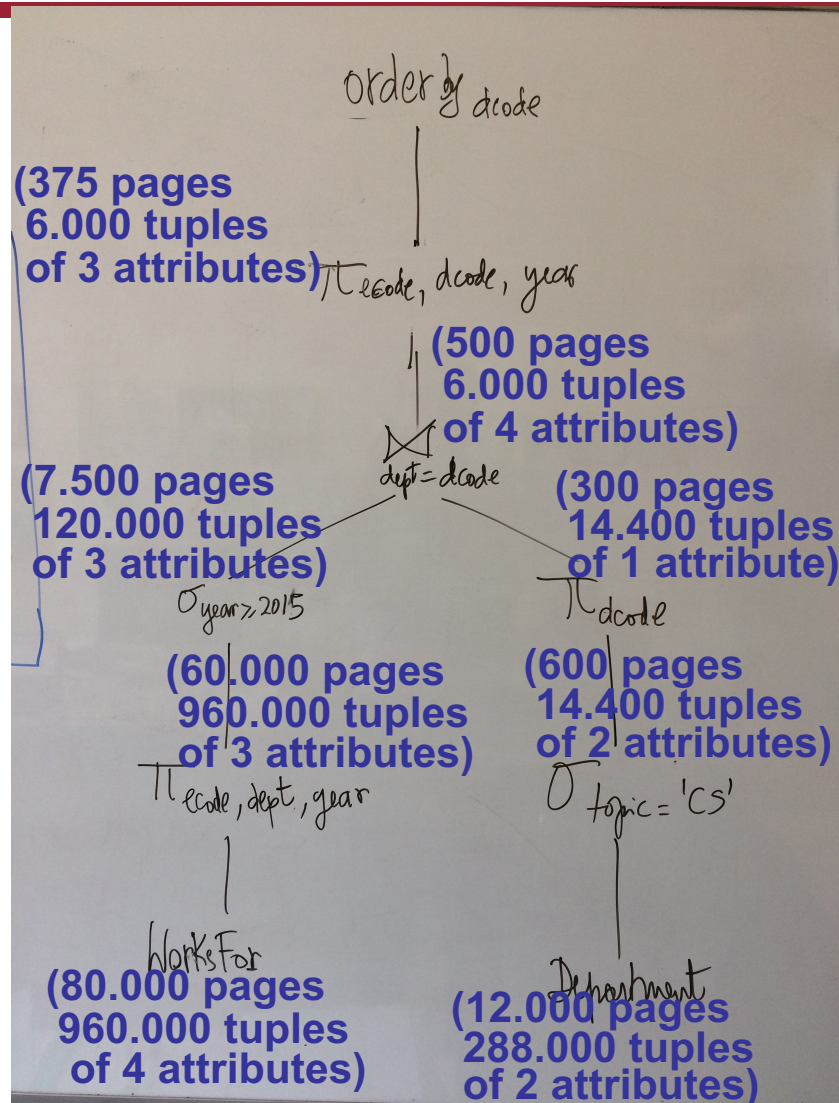 order by dcode
(375 pages
6.000 tuples
of 3 attributes)
π ecode, dcode, year
(500 pages
6.000 tuples
of 4 attributes)
⋈
dept = dcode
(7.500 pages
120.000 tuples
of 3 attributes)
(300 pages
14.400 tuples
of 1 attribute)
σ year ≥ 2015
π dcode
(60.000 pages
960.000 tuples
of 3 attributes)
(600 pages
14.400 tuples
of 2 attributes)
π ecode, dept, year
σ topic = 'CS'
WorksFor
(80.000 pages
960.000 tuples
of 4 attributes)
Department
(12.000 pages
288.000 tuples
of 2 attributes)